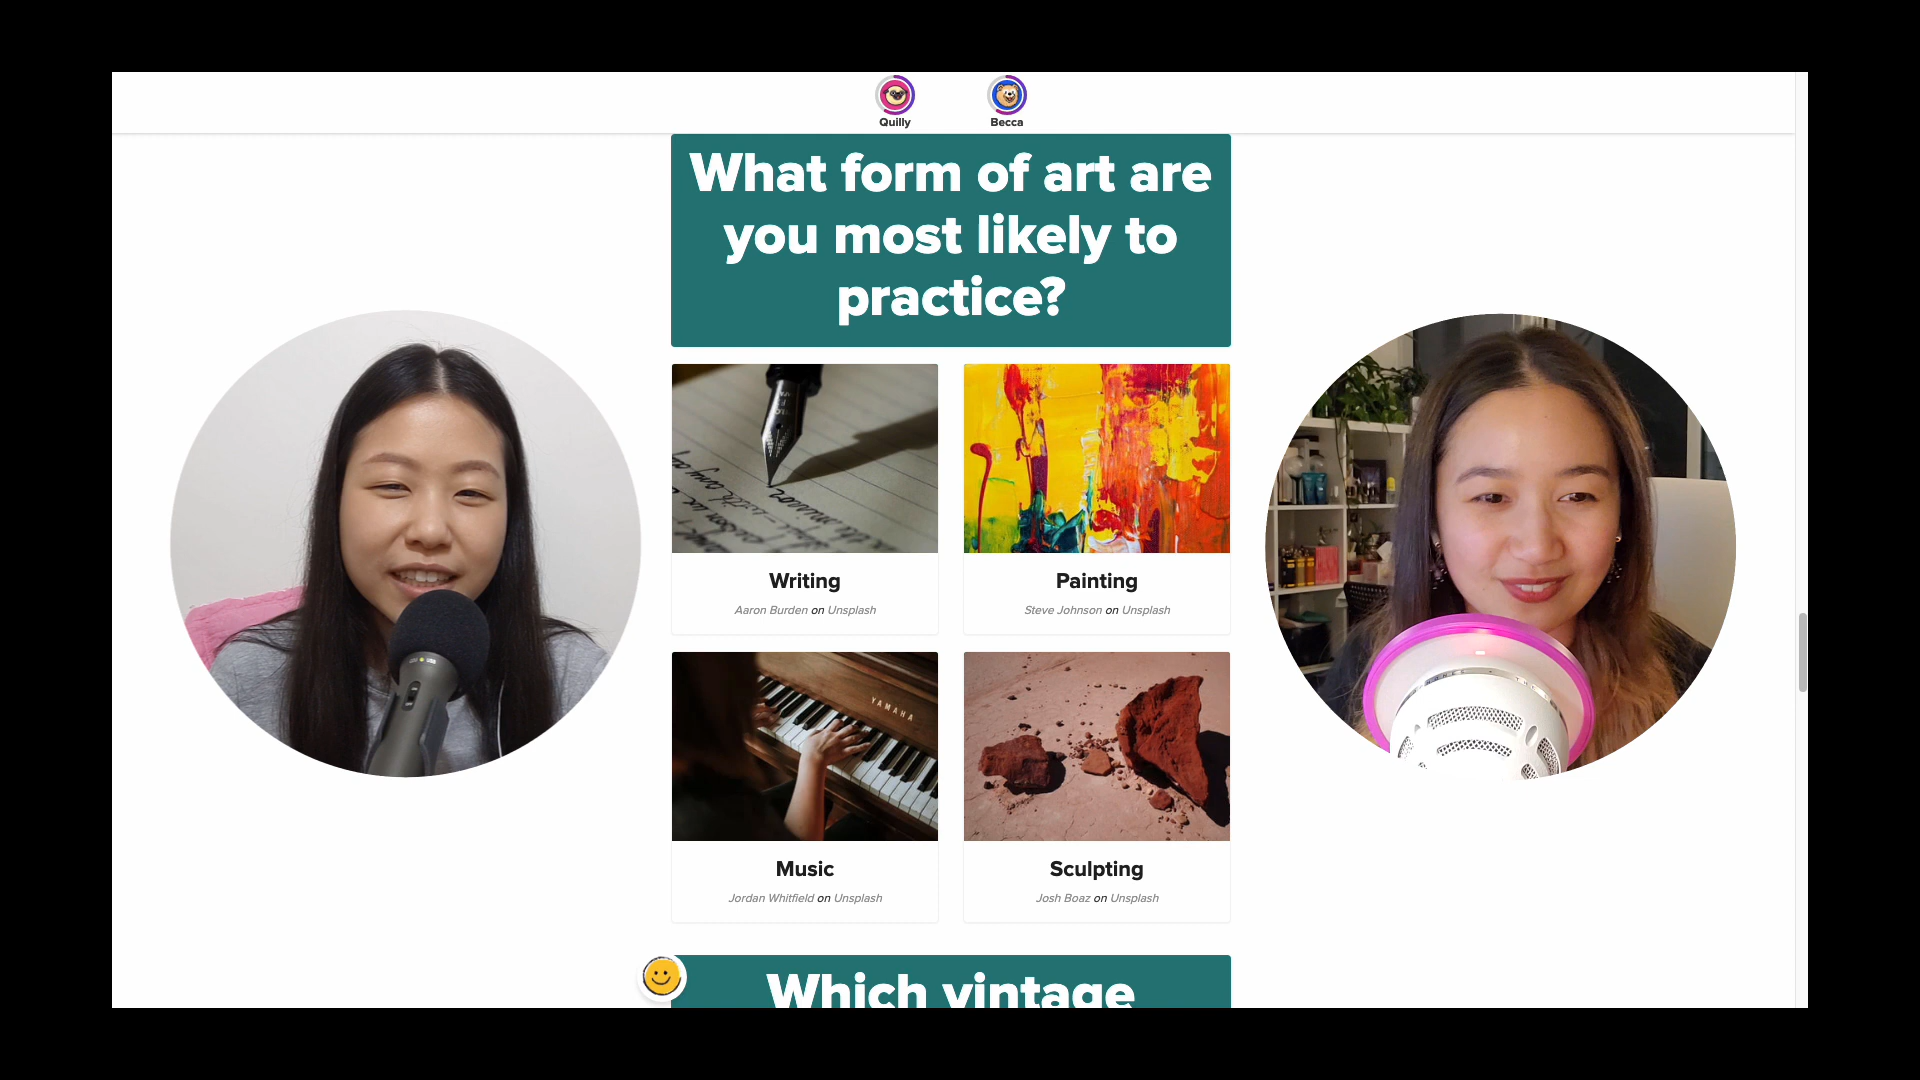 Quilly
Becca
What form of art are
you most likely to
practice?
Writing
Aaron Burden on Unsplash
Painting
Steve Johnson on Unsplash
YAMAHA
Music
Jordan Whitfield on Unsplash
Sculpting
Josh Boaz on Unsplash
Which vintage